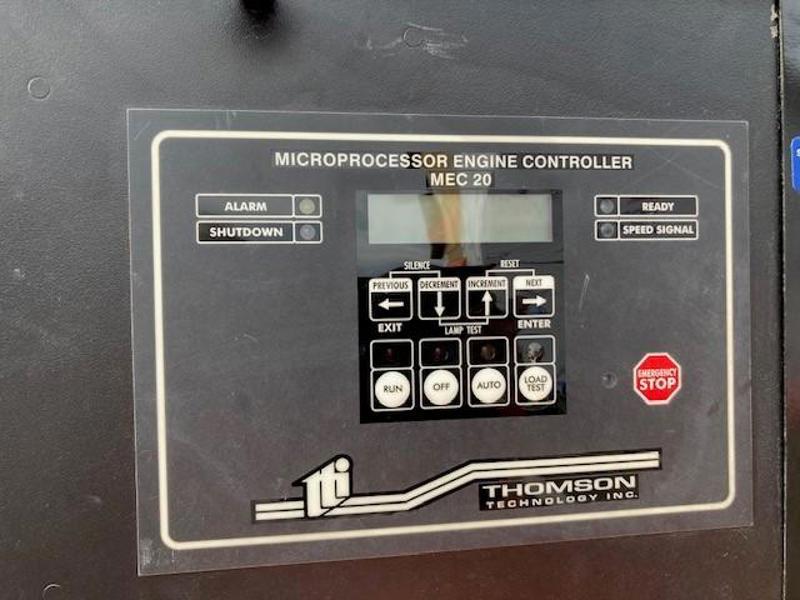 MICROPROCESSOR ENGINE CONTROLLER
MEC 20
ALARM
SHUTDOWN
READY
SPEED SIGNAL
SILENCE
RESET
PREVIOUS
DECREMENT
INCREMENT
NEXT
EXIT
LAMP TEST
ENTER
RUN
OFF
AUTO
LOAD
TEST
EMERGENCY
STOP
tti
THOMSON
TECHNOLOGY INC.